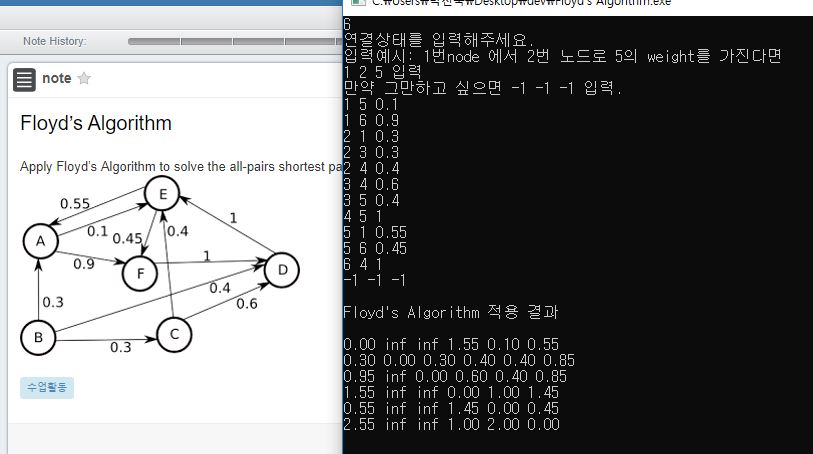 Note History:
note
Floyd's Algorithm
Apply Floyd's Algorithm to solve the all-pairs shortest pa
E
0.55
0.1
0.45
0.4
1
A
0.9
F
1
D
0.4
0.6
0.3
B
C
0.3
수업활동
Desktop\dev\Floyd's Algorithm.exe
6
연결상태를 입력해주세요.
입력예시: 1번node 에서 2번 노드로 5의 weight를 가진다면
1 2 5 입력
만약 그만하고 싶으면 -1 -1 -1 입력.
1 5 0.1
1 6 0.9
2 1 0.3
2 3 0.3
2 4 0.4
3 4 0.6
3 5 0.4
4 5 1
5 1 0.55
5 6 0.45
6 4 1
-1 -1 -1
Floyd's Algorithm 적용 결과
0.00 inf inf 1.55 0.10 0.55
0.30 0.00 0.30 0.40 0.40 0.85
0.95 inf 0.00 0.60 0.40 0.85
1.55 inf inf 0.00 1.00 1.45
0.55 inf inf 1.45 0.00 0.45
2.55 inf inf 1.00 2.00 0.00